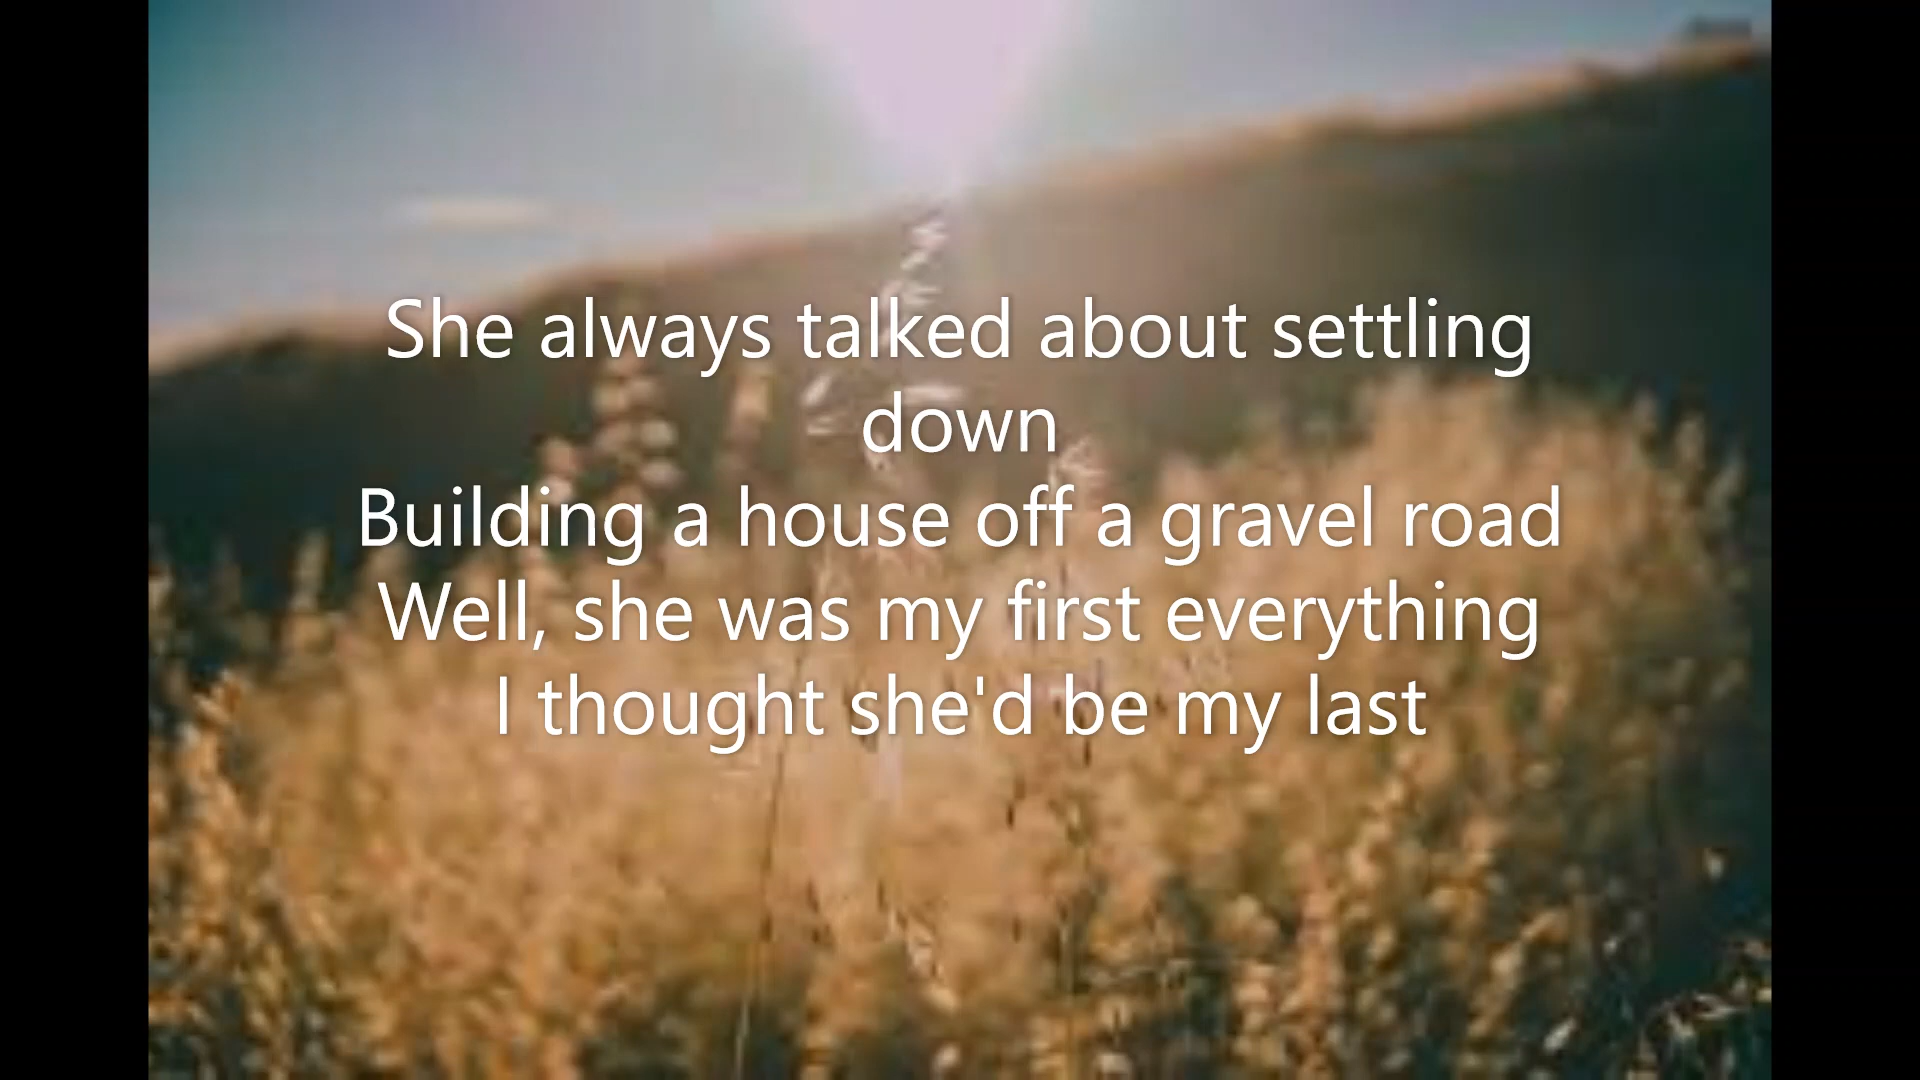 She always talked about settling
down
Building a house off a gravel road
Well, she was my first everything
I thought she'd be my last